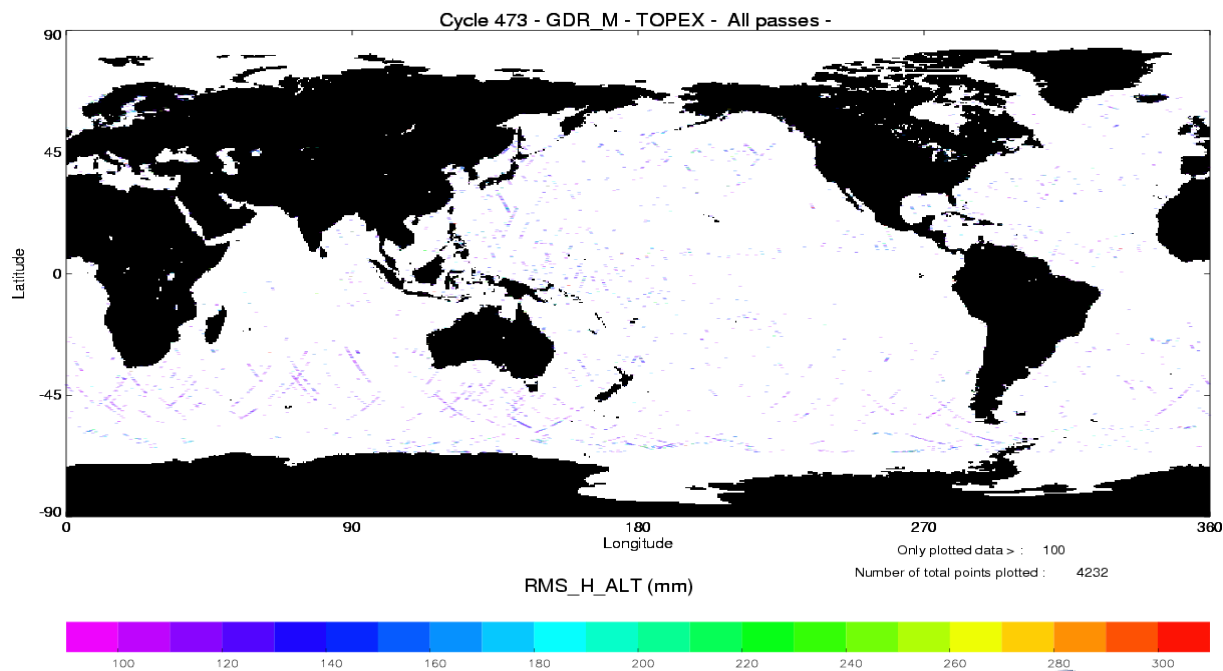 Cycle 473 - GDR_M - TOPEX - All passes -
90
45
0
-45
-90
Latitude
0 90 180 270 360
Longitude
Only plotted data > : 100
Number of total points plotted : 4232
RMS_H_ALT (mm)
100 120 140 160 180 200 220 240 260 280 300